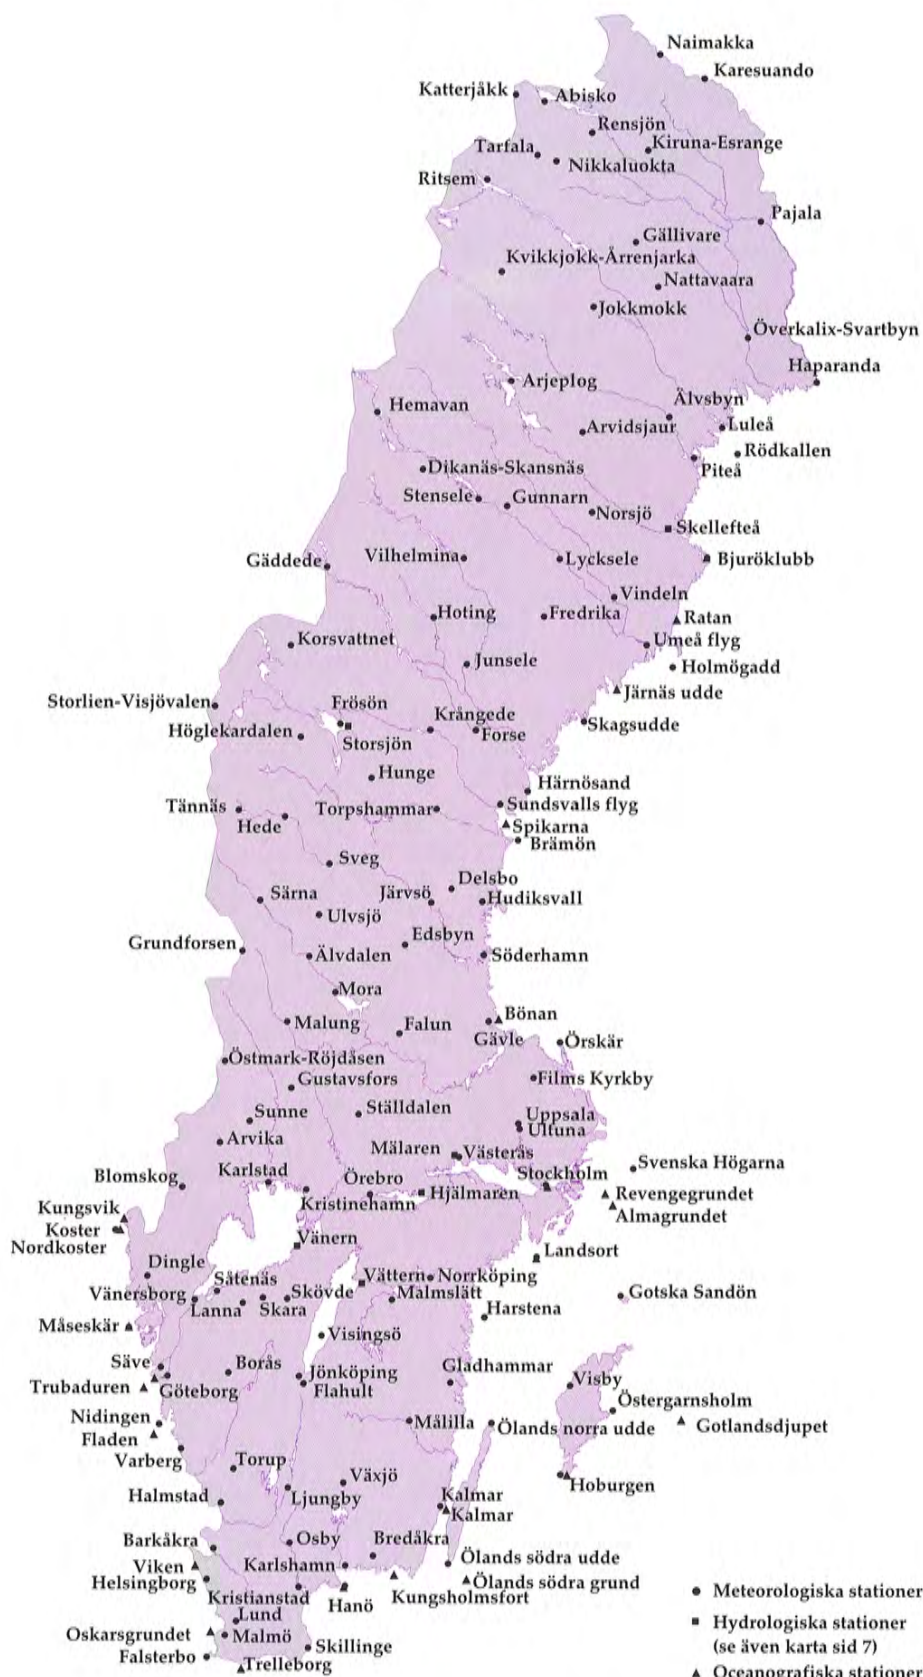 Naimakka
Karesuando
Katterjåkk
Abisko
Rensjön
Kiruna-Esrange
Tarfala
Nikkaluokta
Ritsem
Pajala
Gällivare
Kvikkjokk-Årrenjarka
Nattavaara
Jokkmokk
Överkalix-Svartbyn
Haparanda
Arjeplog
Älvsbyn
Hemavan
Arvidsjaur
Luleå
Rödkallen
Piteå
Dikanäs-Skansnäs
Stensele
Gunnarn
Norsjö
Skellefteå
Gäddede
Vilhelmina
Lycksele
Bjuröklubb
Vindeln
Hoting
Fredrika
Ratan
Korsvattnet
Umeå flyg
Junsele
Holmögadd
Järnäs udde
Storlien-Visjövalen
Frösön
Krångede
Skagsudde
Höglekardalen
Storsjön
Forse
Hunge
Härnösand
Tännäs
Torpshammar
Sundsvalls flyg
Hede
Spikarna
Brämön
Sveg
Delsbo
Särna
Järvsö
Hudiksvall
Ulvsjö
Edsbyn
Grundforsen
Älvdalen
Söderhamn
Mora
Malung
Falun
Bönan
Gävle
Örskär
Östmark-Röjdåsen
Films Kyrkby
Gustavsfors
Sunne
Ställdalen
Uppsala
Ultuna
Arvika
Mälaren
Västerås
Svenska Högarna
Blomskog
Karlstad
Örebro
Stockholm
Kristinehamn
Hjälmaren
Revengegrundet
Kungsvik
Almagrundet
Koster
Nordkoster
Vänern
Landsort
Dingle
Såtenäs
Vättern
Norrköping
Vänersborg
Lanna
Skara
Skövde
Malmslätt
Gotska Sandön
Harstena
Måseskär
Visingsö
Säve
Borås
Jönköping
Gladhammar
Trubaduren
Göteborg
Flahult
Visby
Östergarnsholm
Nidingen
Målilla
Ölands norra udde
Gotlandsdjupet
Fladen
Varberg
Torup
Växjö
Hoburgen
Halmstad
Ljungby
Kalmar
Kalmar
Barkåkra
Osby
Bredåkra
Viken
Karlshamn
Ölands södra udde
Helsingborg
Kristianstad
Hanö
Kungsholmsfort
Ölands södra grund
Lund
Oskarsgrundet
Malmö
Skillinge
Falsterbo
Trelleborg
Meteorologiska stationer
Hydrologiska stationer
(se även karta sid 7)
Oceanografiska stationer